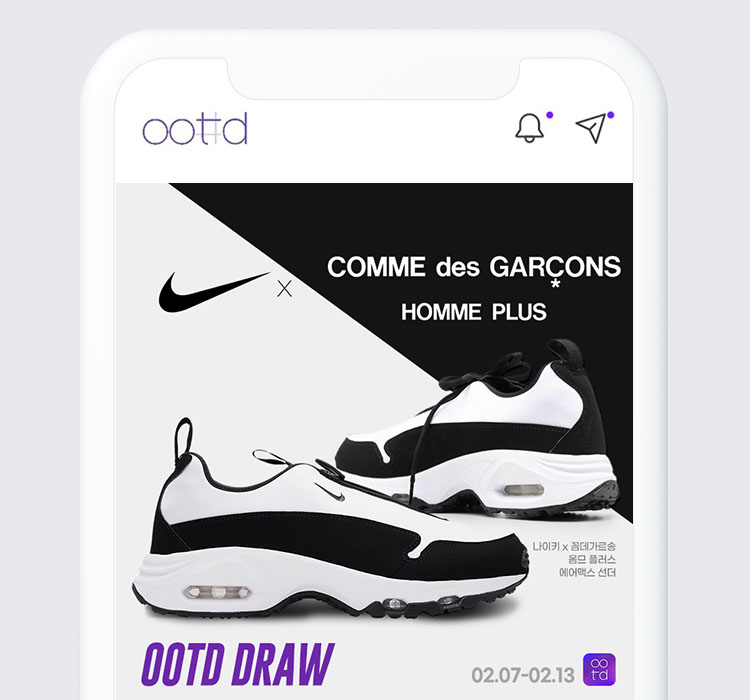 ootd
X
COMME des GARÇONS
*
HOMME PLUS
나이키 x 꼼데가르송
옴므 플러스
에어맥스 선더
OOTD DRAW
02.07-02.13
oo
td